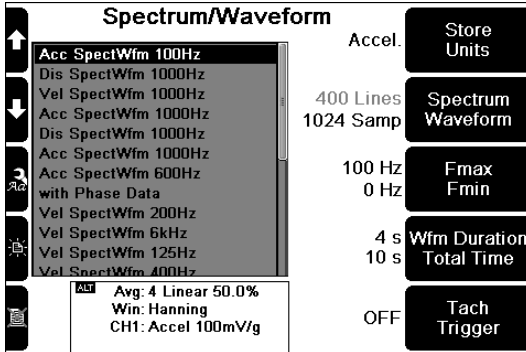 Spectrum/Waveform
Acc SpectWfm 100Hz
Dis SpectWfm 1000Hz
Vel SpectWfm 1000Hz
Acc SpectWfm 1000Hz
Dis SpectWfm 1000Hz
Acc SpectWfm 1000Hz
Acc SpectWfm 600Hz
with Phase Data
Vel SpectWfm 200Hz
Vel SpectWfm 6kHz
Vel SpectWfm 125Hz
Vel SpectWfm 400Hz
ALT
Avg: 4 Linear 50.0%
Win: Hanning
CH1: Accel 100mV/g
Accel.
Store
Units
400 Lines
1024 Samp
Spectrum
Waveform
100 Hz
0 Hz
Fmax
Fmin
4 s
10 s
Wfm Duration
Total Time
OFF
Tach
Trigger